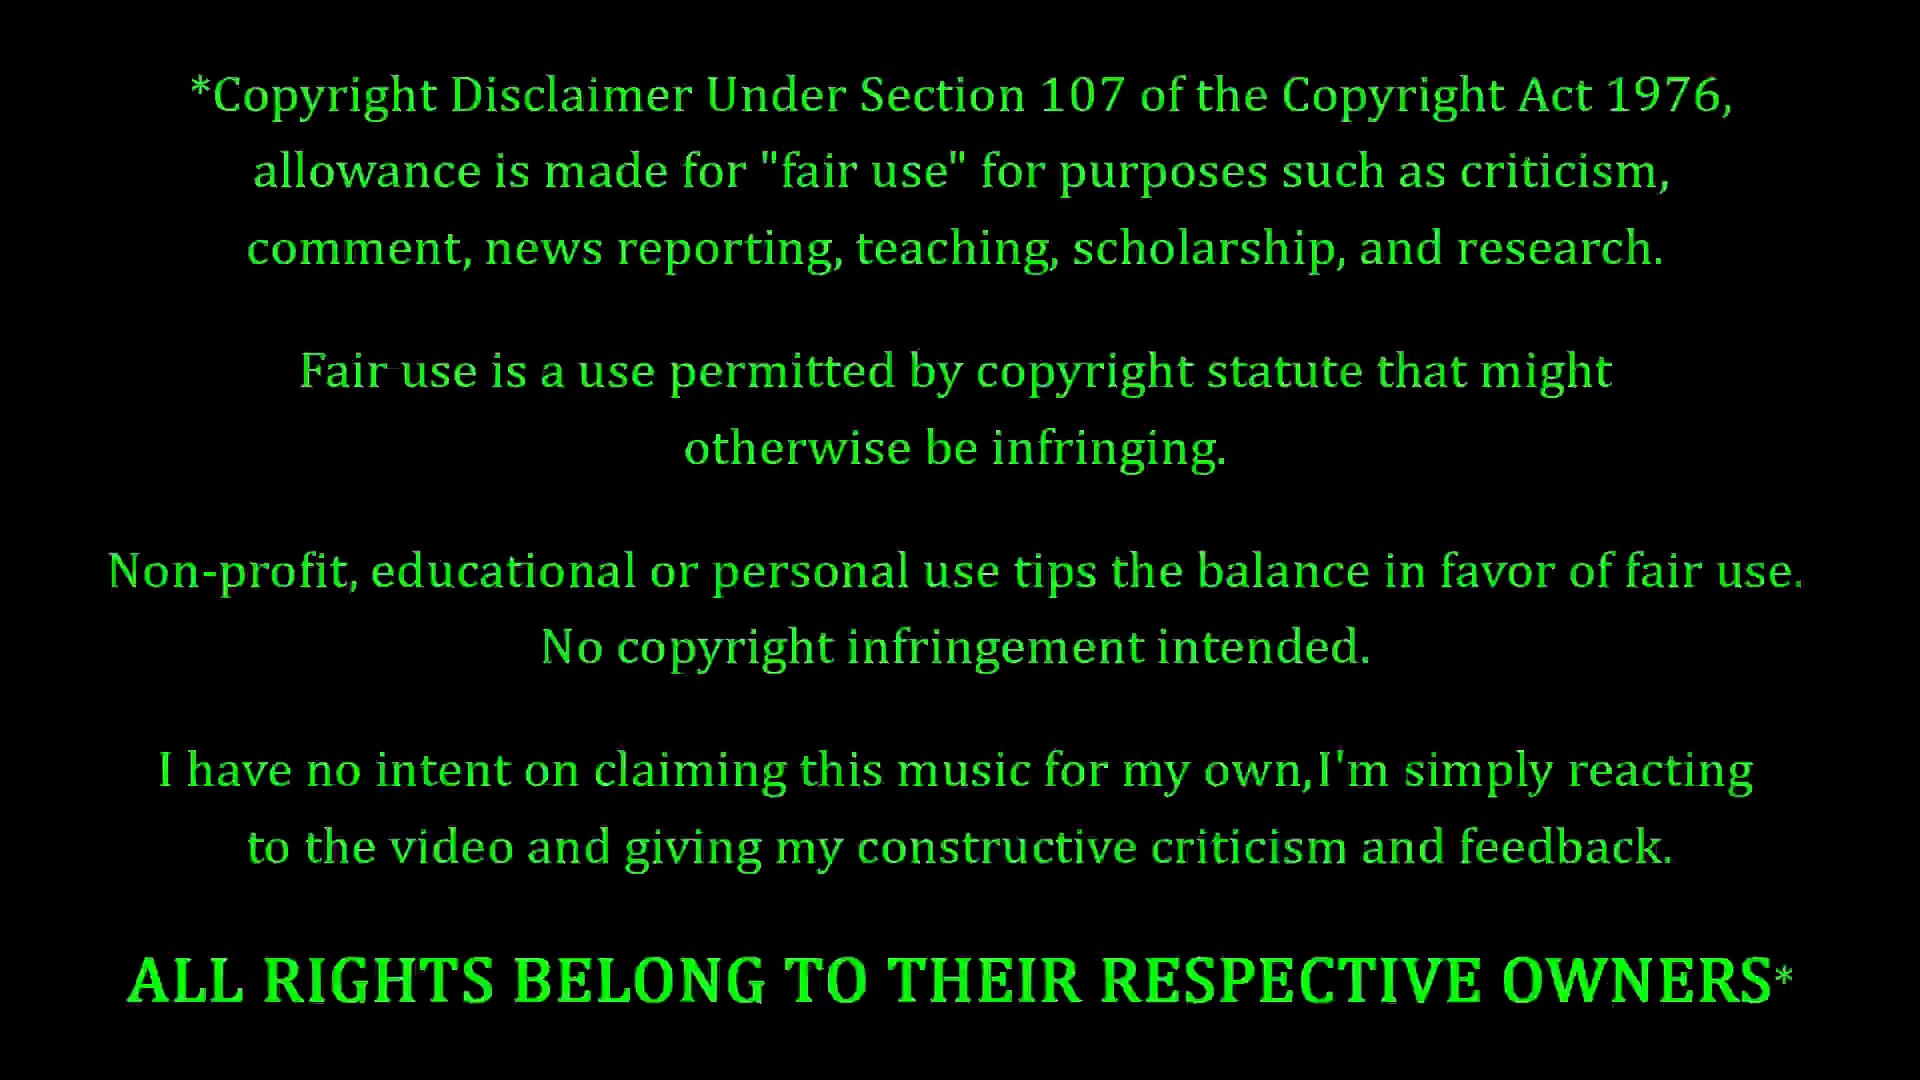 *Copyright Disclaimer Under Section 107 of the Copyright Act 1976,
allowance is made for "fair use" for purposes such as criticism,
comment, news reporting, teaching, scholarship, and research.
Fair use is a use permitted by copyright statute that might
otherwise be infringing.
Non-profit, educational or personal use tips the balance in favor of fair use.
No copyright infringement intended.
I have no intent on claiming this music for my own,I'm simply reacting
to the video and giving my constructive criticism and feedback.
ALL RIGHTS BELONG TO THEIR RESPECTIVE OWNERS*